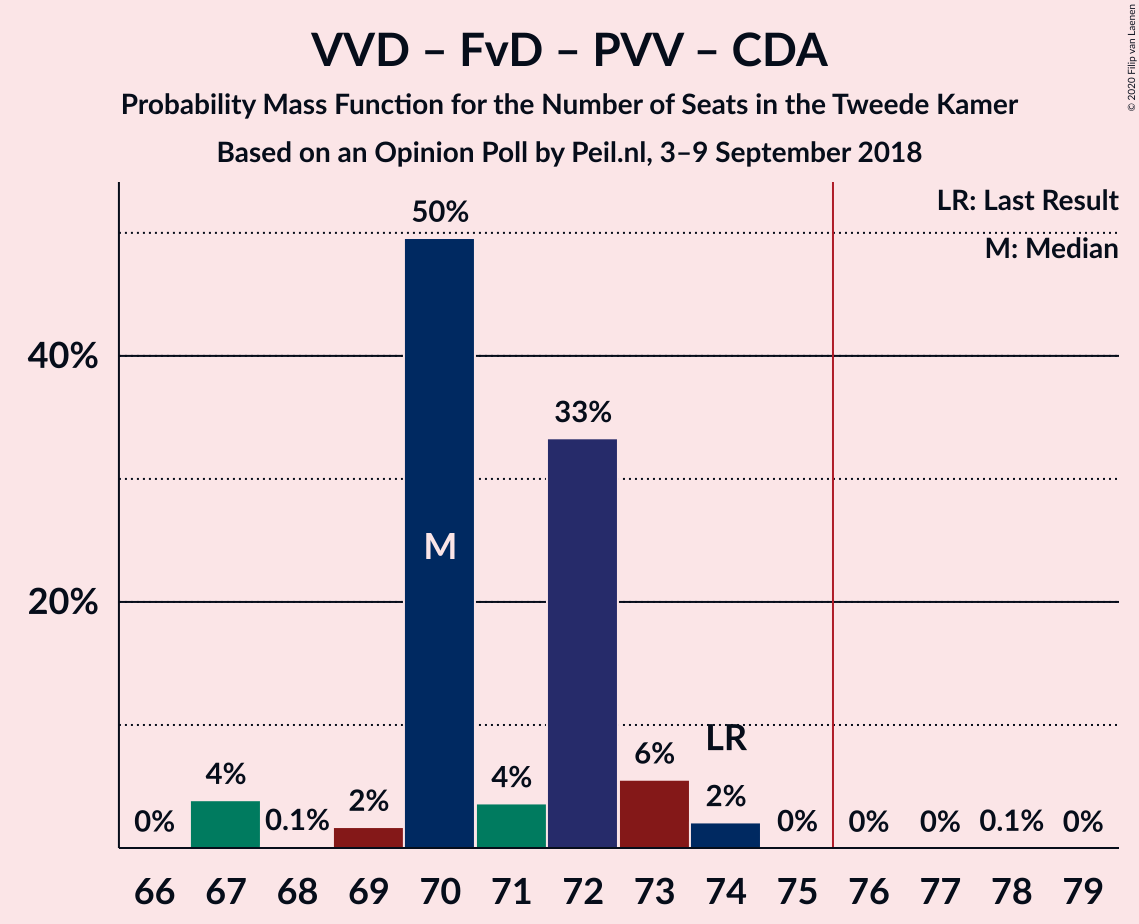 VVD – FvD – PVV – CDA
Probability Mass Function for the Number of Seats in the Tweede Kamer
Based on an Opinion Poll by Peil.nl, 3–9 September 2018
© 2020 Filip van Laenen
LR: Last Result
M: Median
50%
40%
33%
M
20%
LR
6%
4%
4%
2%
2%
0%
0.1%
0%
0%
0%
0.1%
0%
66 67 68 69 70 71 72 73 74 75 76 77 78 79